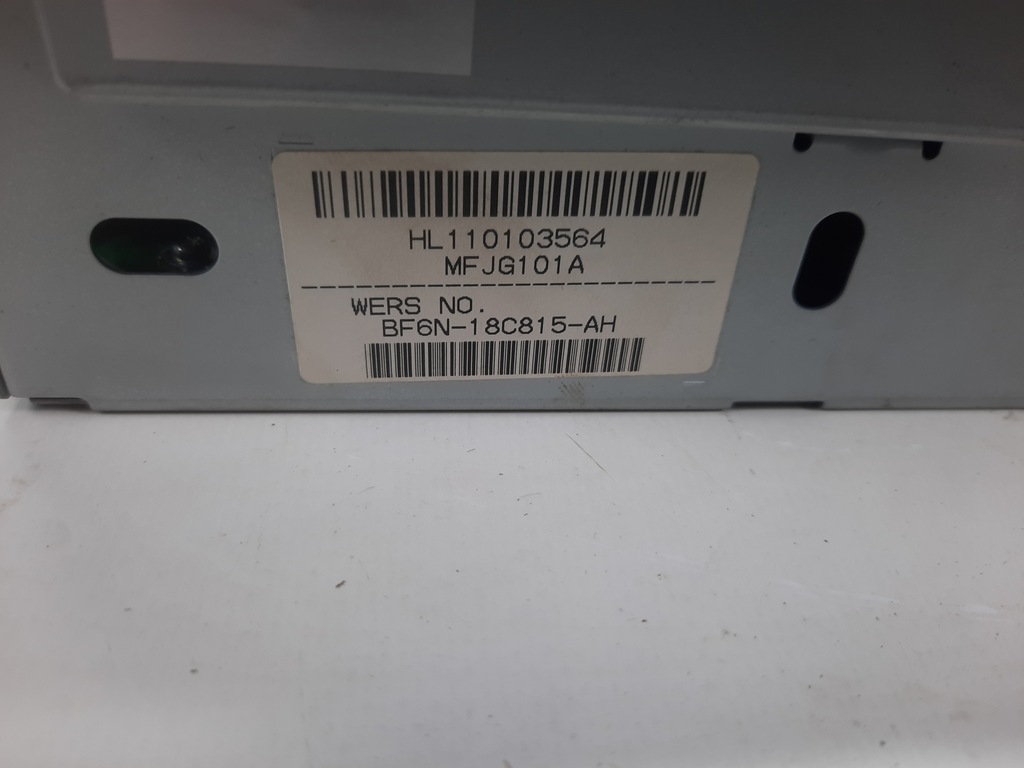 HL110103564
MFJG101A
WERS NO.
BF6N-18C815-AH